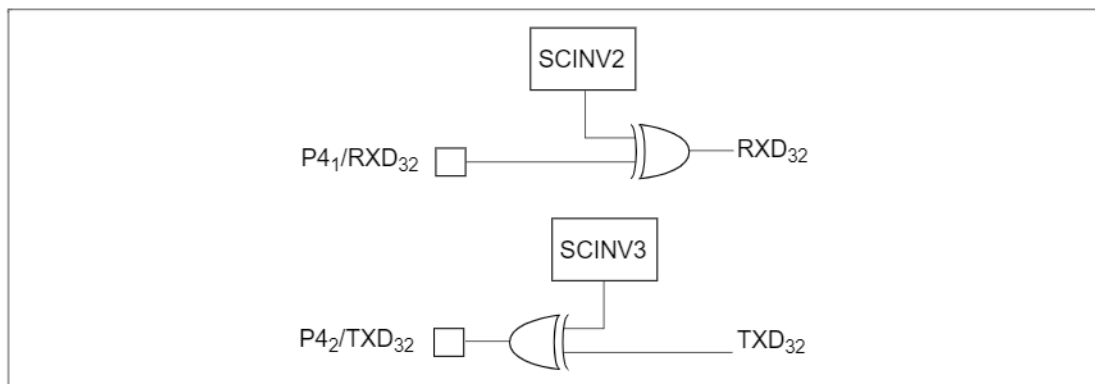 SCINV2
P4₁/RXD₃₂
RXD₃₂
SCINV3
P4₂/TXD₃₂
TXD₃₂